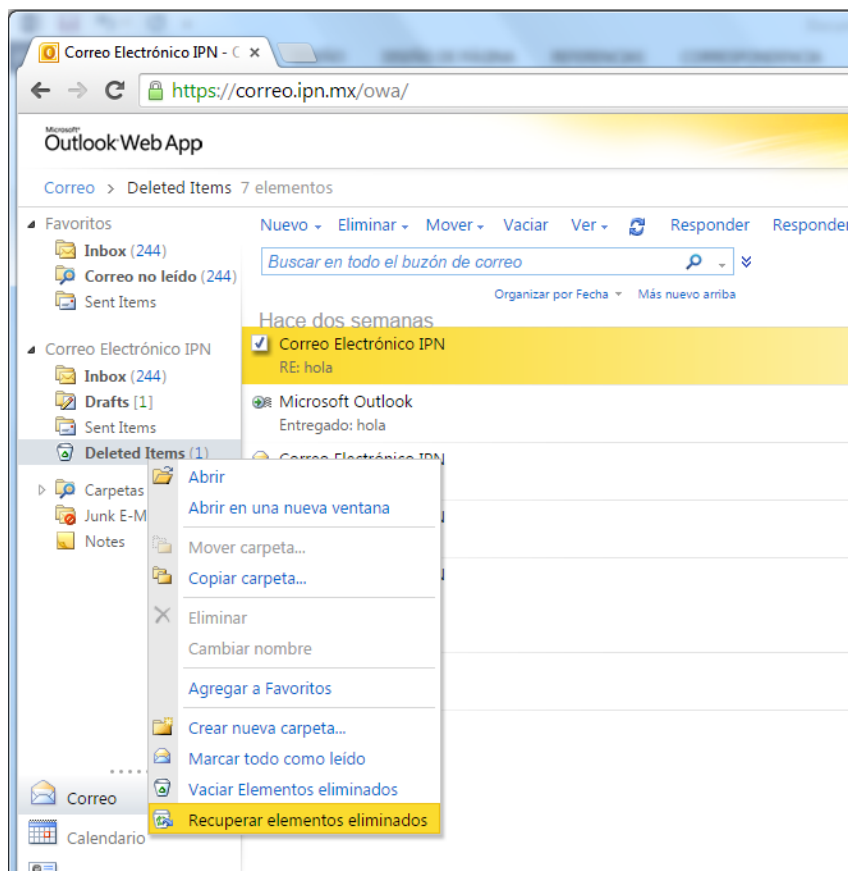 Correo Electrónico IPN - C
https://correo.ipn.mx/owa/
Microsoft
Outlook Web App
Correo > Deleted Items 7 elementos
Favoritos
Inbox (244)
Correo no leído (244)
Sent Items
Correo Electrónico IPN
Inbox (244)
Drafts [1]
Sent Items
Deleted Items (1)
Carpetas
Junk E-M
Notes
Nuevo Eliminar Mover Vaciar Ver Responder Responder
Buscar en todo el buzón de correo
Organizar por Fecha Más nuevo arriba
Hace dos semanas
Correo Electrónico IPN
RE: hola
Microsoft Outlook
Entregado: hola
Correo Electrónico IPN
Abrir
Abrir en una nueva ventana
Mover carpeta...
Copiar carpeta...
Eliminar
Cambiar nombre
Agregar a Favoritos
Crear nueva carpeta...
Marcar todo como leído
Vaciar Elementos eliminados
Recuperar elementos eliminados
Correo
Calendario